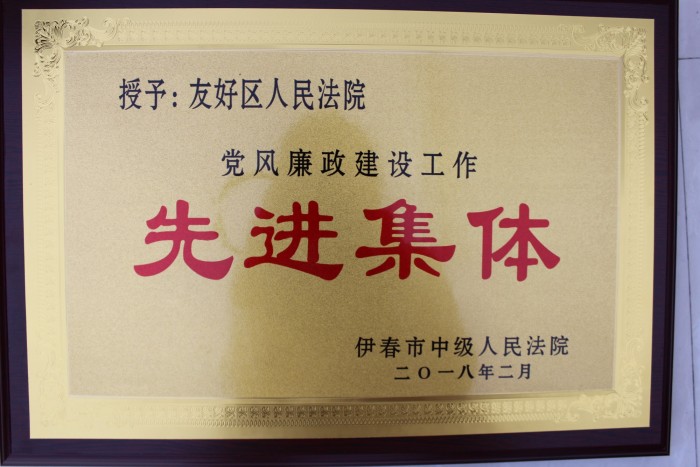 授予：友好区人民法院
党风廉政建设工作
先进集体
伊春市中级人民法院
二〇一八年二月